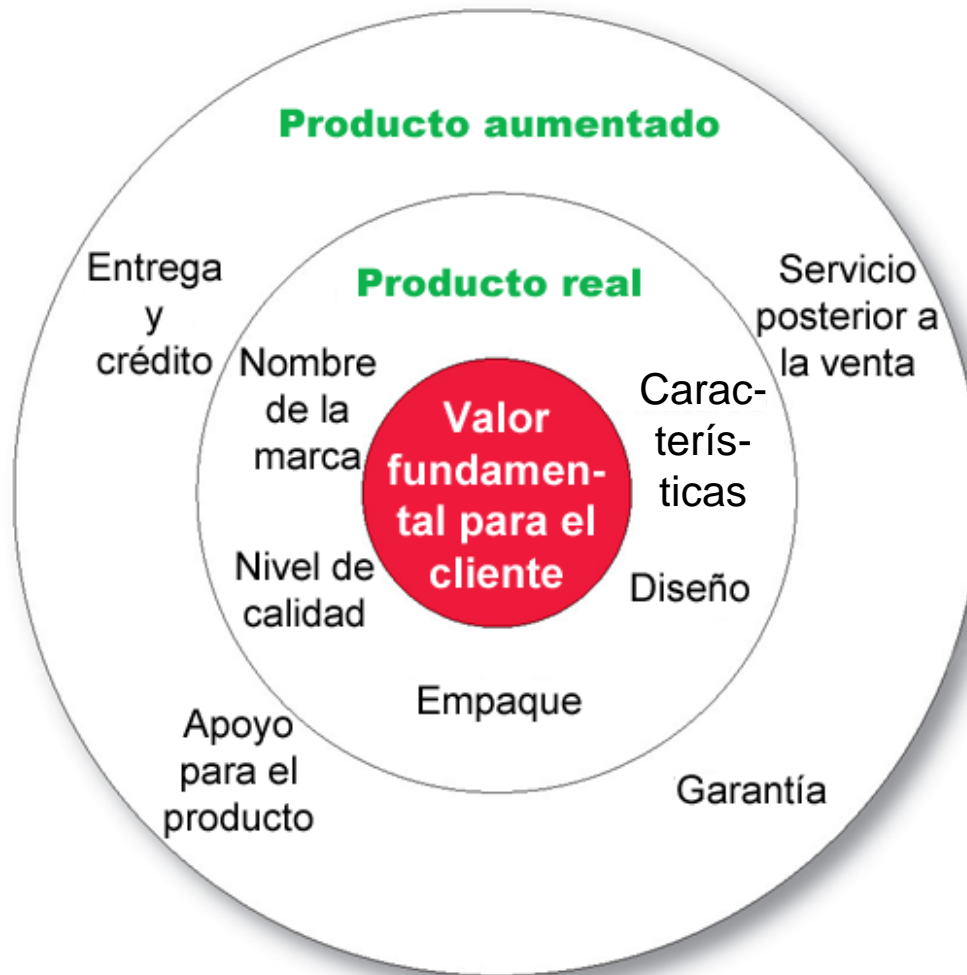 Producto aumentado
Entrega
y
crédito
Servicio
posterior a
la venta
Producto real
Nombre
de la
marca
Carac-
terís-
ticas
Valor
fundamen-
tal para el
cliente
Nivel de
calidad
Diseño
Empaque
Apoyo
para el
producto
Garantía